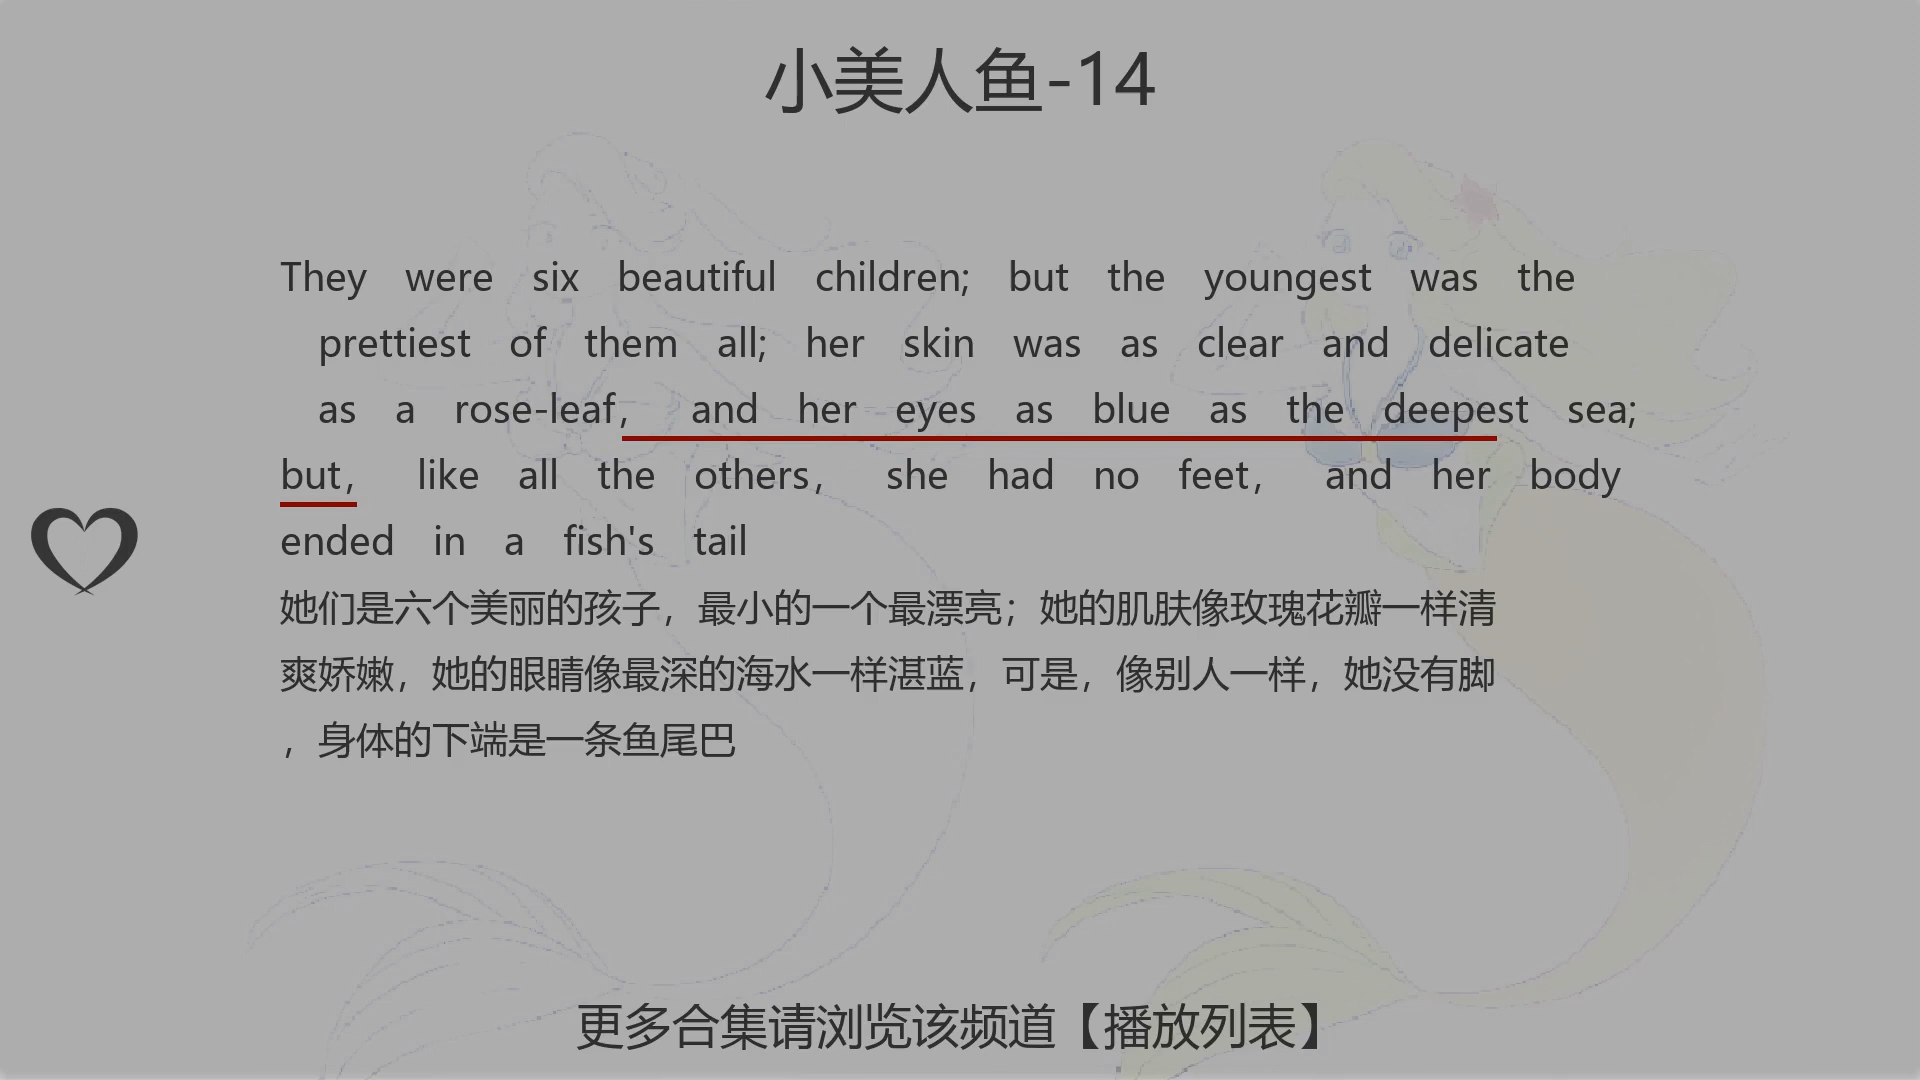 小美人鱼-14
They were six beautiful children; but the youngest was the
prettiest of them all; her skin was as clear and delicate
as a rose-leaf, and her eyes as blue as the deepest sea;
but, like all the others, she had no feet, and her body
ended in a fish's tail
她们是六个美丽的孩子，最小的一个最漂亮；她的肌肤像玫瑰花瓣一样清
爽娇嫩，她的眼睛像最深的海水一样湛蓝，可是，像别人一样，她没有脚
，身体的下端是一条鱼尾巴
更多合集请浏览该频道【播放列表】